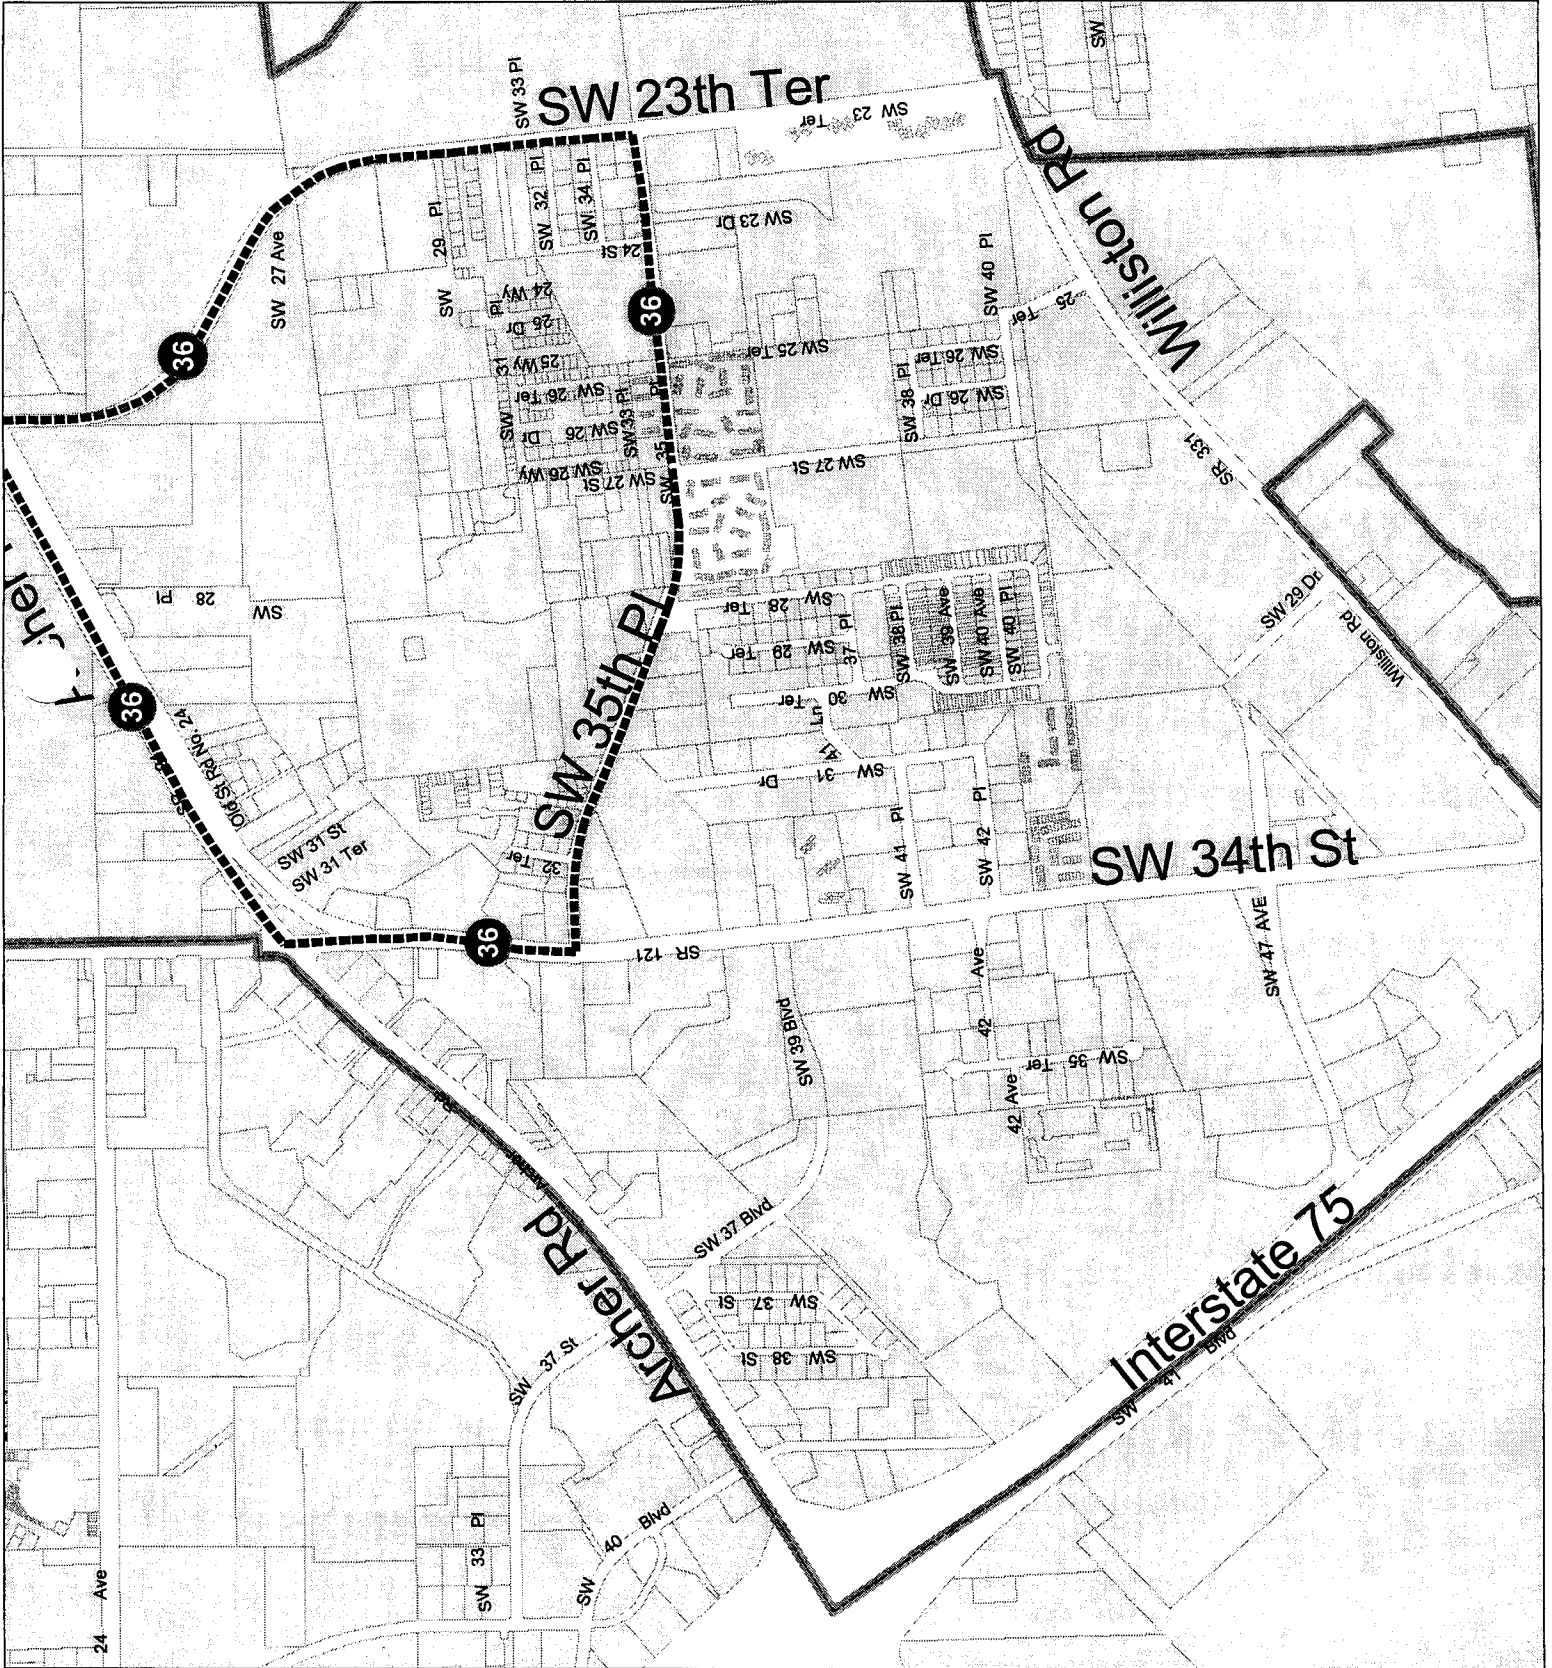 SW 33 Pl
SW 23th Ter
SW 23 Ter
SW
Williston Rd
SW 27 Ave
29 Pl
SW
SW 32 Pl
SW 34 Pl
24 St
SW 23 Dr
SW 40 Pl
25 Ter
36
36
24 Wy
25 Dr
25 Wy
SW 31 Pl
SW 26 Ter
SW 26 Dr
SW 26 Wy
SW 33 Pl
SW 27 St
SW 35 Pl
SW 25 Ter
SW 38 Pl
SW 26 Ter
SW 26 Dr
SW 27 St
SR 331
SW 28 Pl
36
Old St Rd No. 24
SW 31 St
SW 31 Ter
SW 35th Pl
32 Ter
SW 28 Ter
SW 29 Ter
37 Pl
SW 30 Ter
SW 38 Pl
SW 39 Ave
SW 40 Ave
SW 40 Pl
SW 29 Dr
Williston Rd
Ln
SW 31 Dr
SW 41 Pl
SW 42 Pl
SW 34th St
36
SR 121
SW 39 Blvd
42 Ave
SW 35 Ter
42 Ave
SW 47 AVE
Rd
Archer
Archer Rd
SW 37 Blvd
SW 37 St
SW 38 St
SW 37 St
Interstate 75
SW 41 Blvd
SW 40 Blvd
SW 33 Pl
24 Ave